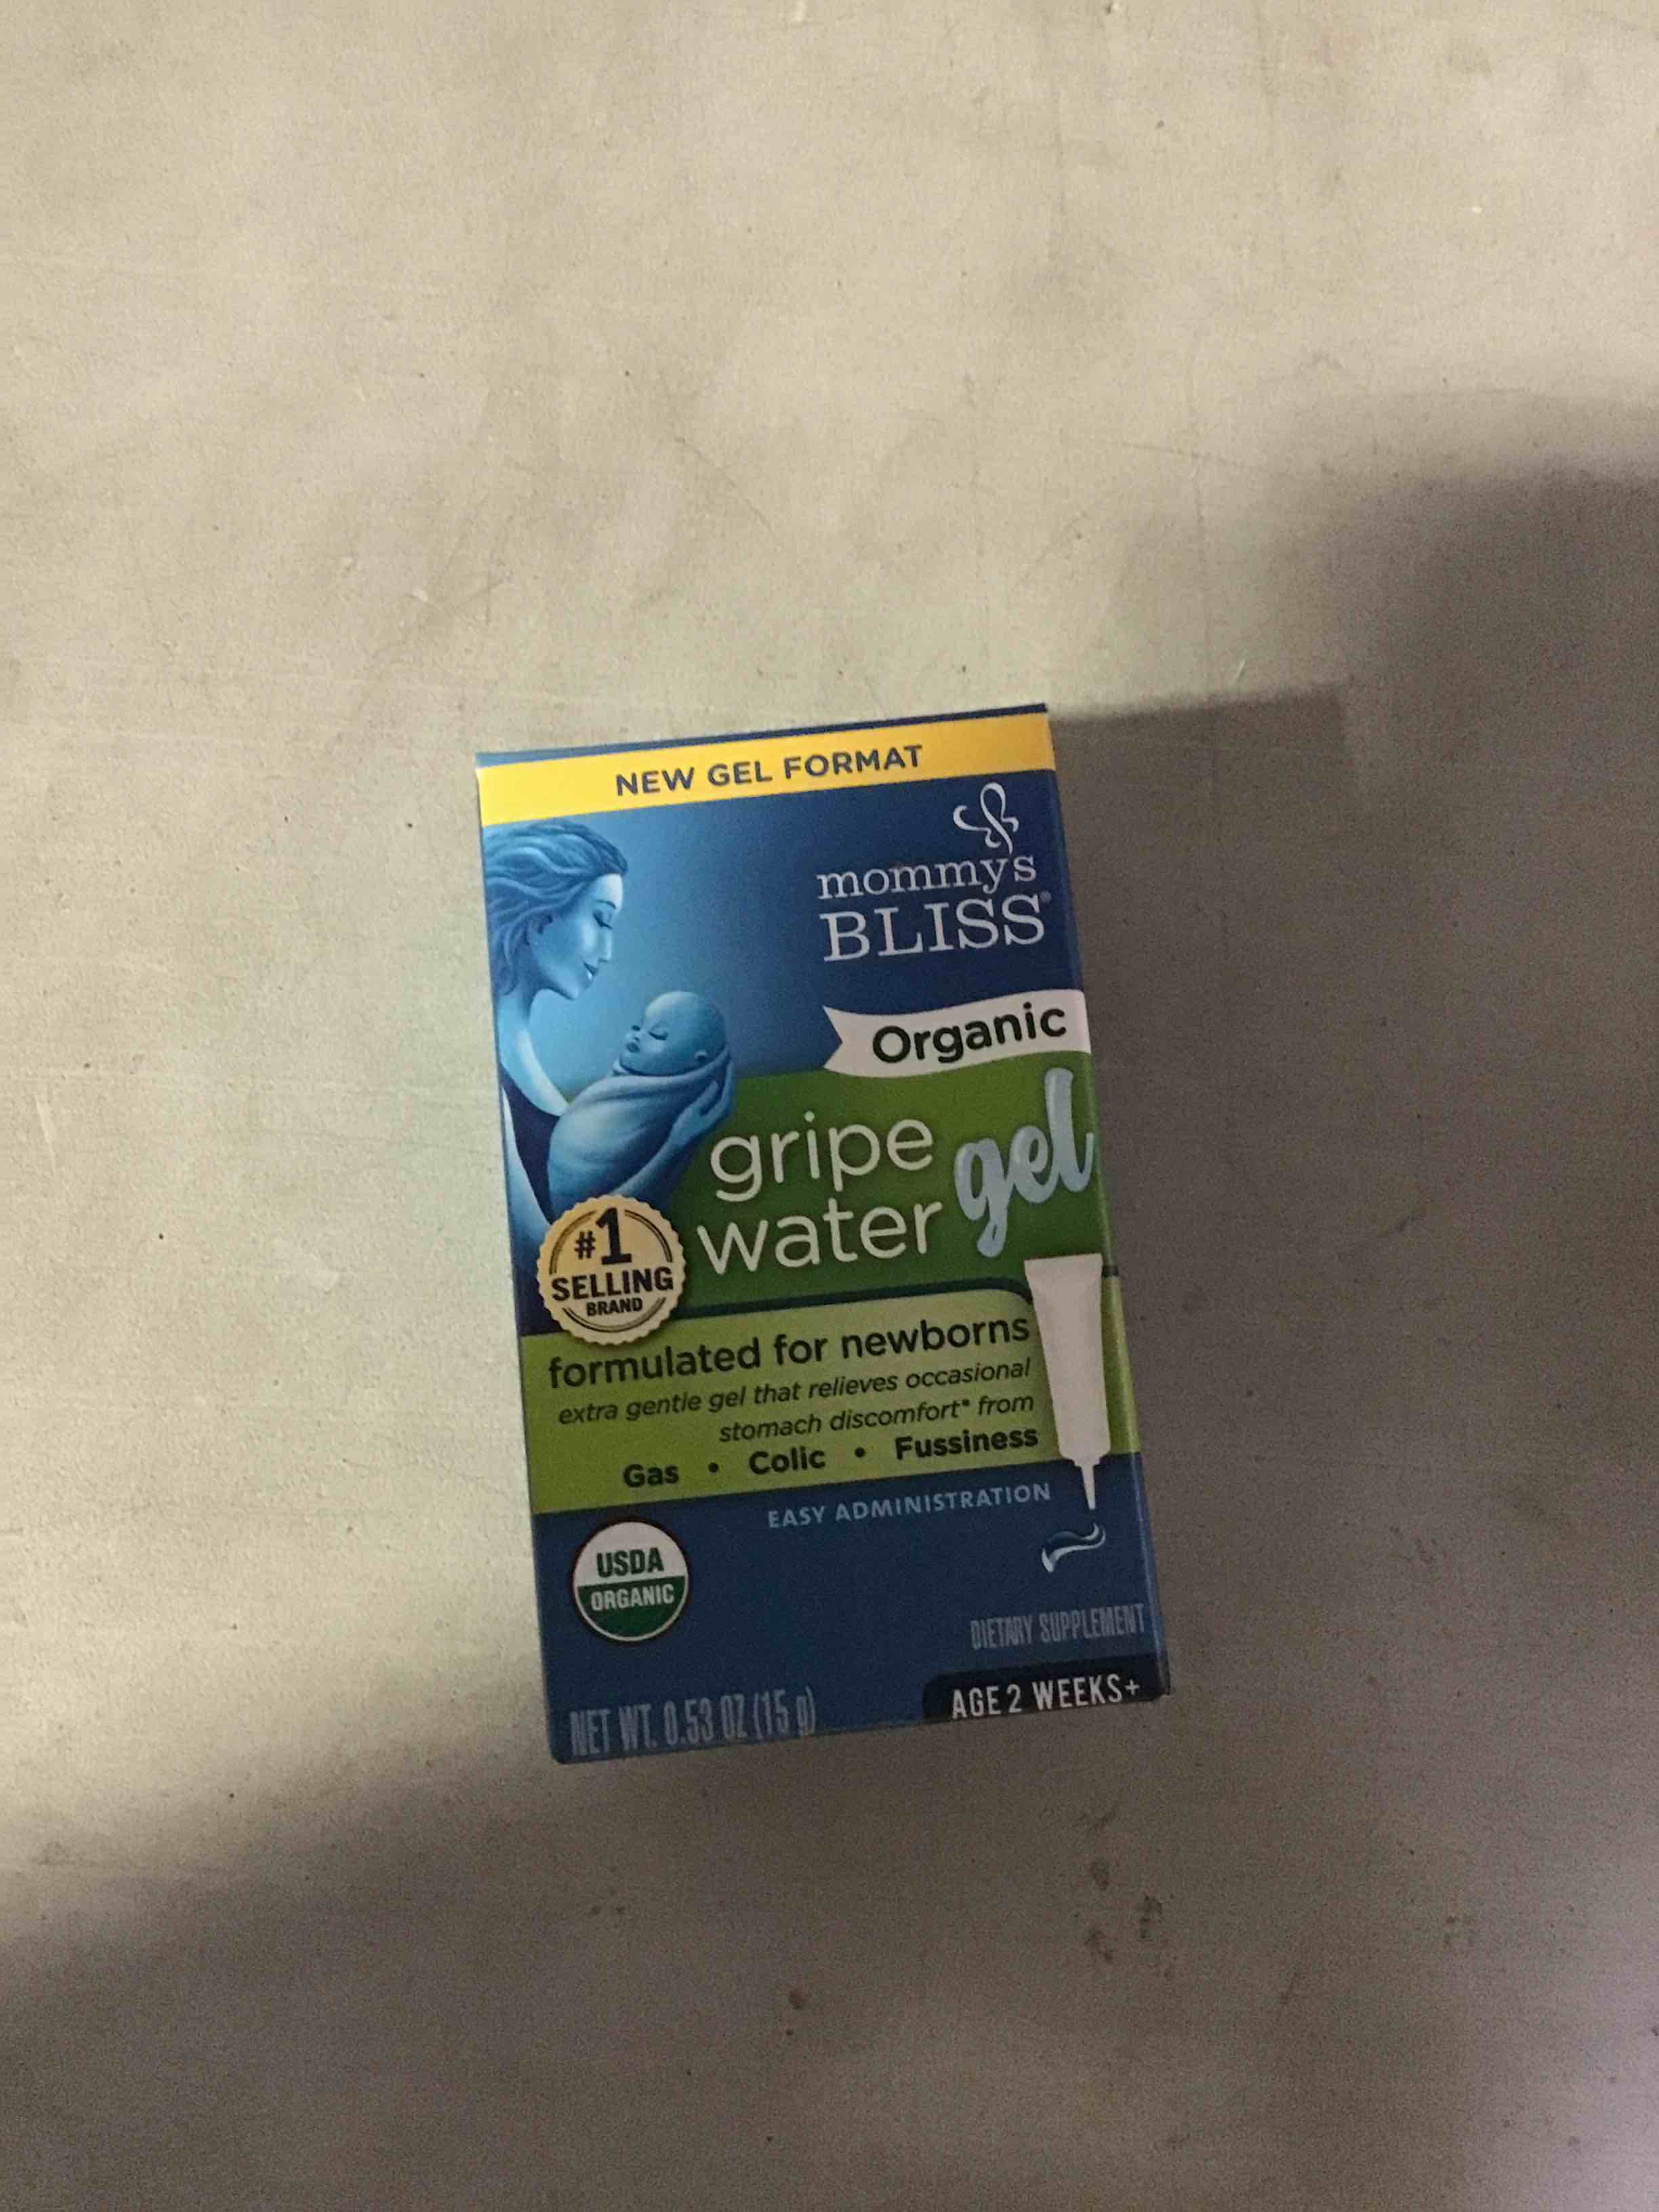 NEW GEL FORMAT
mommy's
BLISS®
Organic
gripe
water gel
#1
SELLING
BRAND
formulated for newborns
extra gentle gel that relieves occasional
stomach discomfort* from
Gas • Colic • Fussiness
EASY ADMINISTRATION
USDA
ORGANIC
DIETARY SUPPLEMENT
NET WT. 0.53 OZ (15 g)
AGE 2 WEEKS+